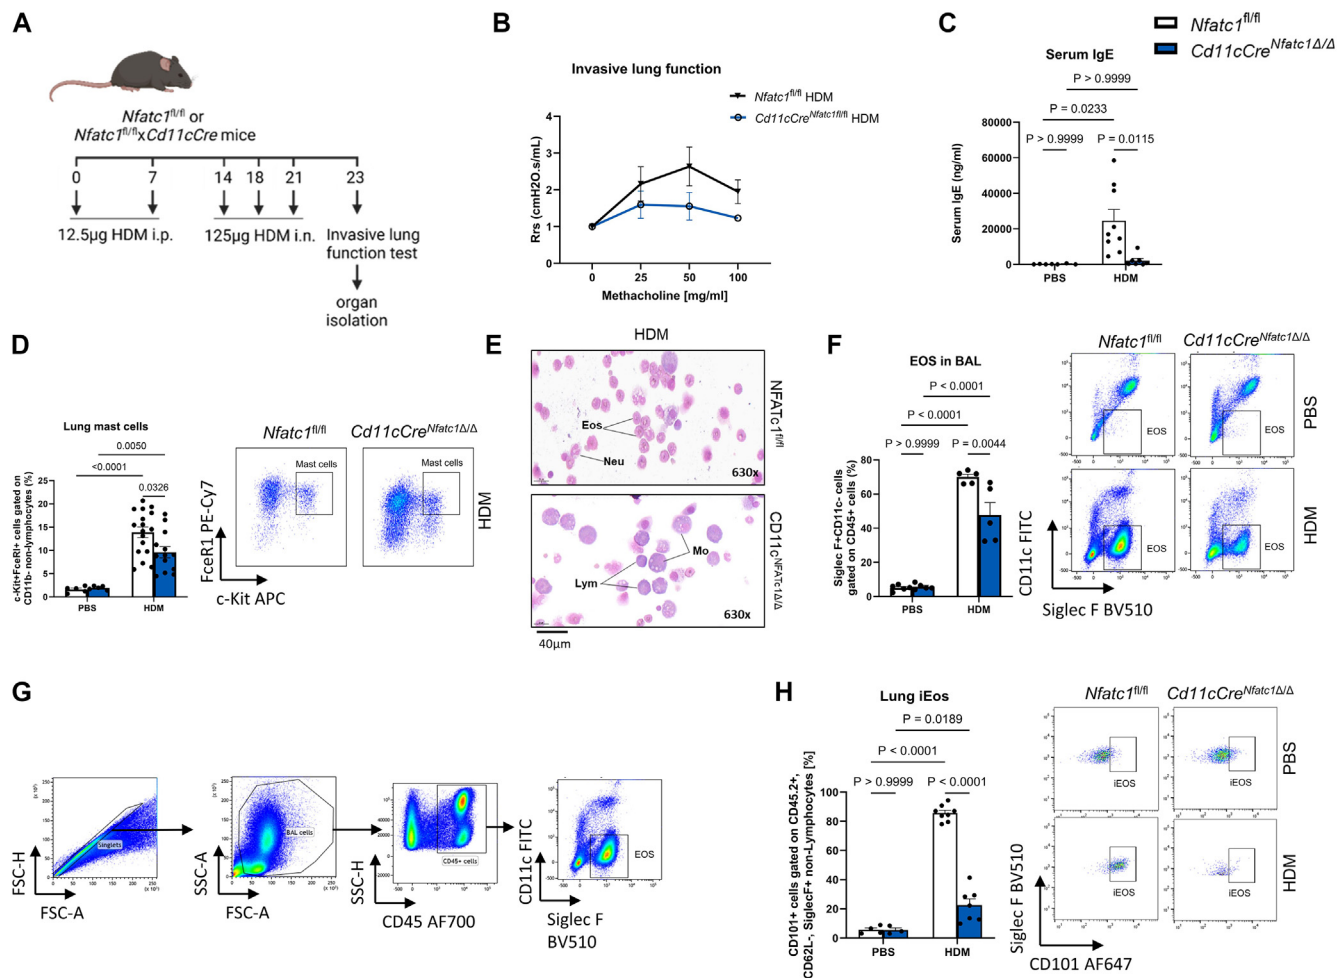 A
Nfatc1fl/fl or
Nfatc1fl/flxCd11cCre mice
0 7 14 18 21 23
12.5µg HDM i.p.
125µg HDM i.n.
Invasive lung
function test
organ
isolation
B
Invasive lung function
Nfatc1fl/fl HDM
Cd11cCreNfatc1fl/fl HDM
Rrs (cmH2O.s/mL)
4
3
2
1
0
0 25 50 100
Methacholine [mg/ml]
C
Nfatc1fl/fl
Cd11cCreNfatc1Δ/Δ
Serum IgE
P > 0.9999
P = 0.0233
P > 0.9999 P = 0.0115
Serum IgE (ng/ml)
80000
60000
40000
20000
0
PBS HDM
D
Lung mast cells
0.0050
<0.0001
0.0326
c-Kit+FceRi+ cells gated on
CD11b- non-lymphocytes (%)
25
20
15
10
5
0
PBS HDM
Nfatc1fl/fl
Cd11cCreNfatc1Δ/Δ
Mast cells
Mast cells
HDM
FceR1 PE-Cy7
c-Kit APC
E
HDM
Eos
Neu
630x
NFATc1fl/fl
Mo
Lym
630x
CD11cNFATc1Δ/Δ
40µm
F
EOS in BAL
P < 0.0001
P < 0.0001
P > 0.9999 P = 0.0044
Siglec F+CD11c- cells
gated on CD45+ cells (%)
80
60
40
20
0
PBS HDM
Nfatc1fl/fl
Cd11cCreNfatc1Δ/Δ
EOS
EOS
PBS
EOS
EOS
HDM
CD11c FITC
Siglec F BV510
G
Singlets
FSC-H
FSC-A
BAL cells
SSC-A
FSC-A
CD45+ cells
SSC-H
CD45 AF700
EOS
CD11c FITC
Siglec F
BV510
H
Lung iEos
P = 0.0189
P < 0.0001
P > 0.9999 P < 0.0001
CD101+ cells gated on CD45.2+,
CD62L-, SiglecF+ non-Lymphocytes [%]
100
80
60
40
20
0
PBS HDM
Nfatc1fl/fl
Cd11cCreNfatc1Δ/Δ
iEOS
iEOS
PBS
iEOS
iEOS
HDM
Siglec F BV510
CD101 AF647